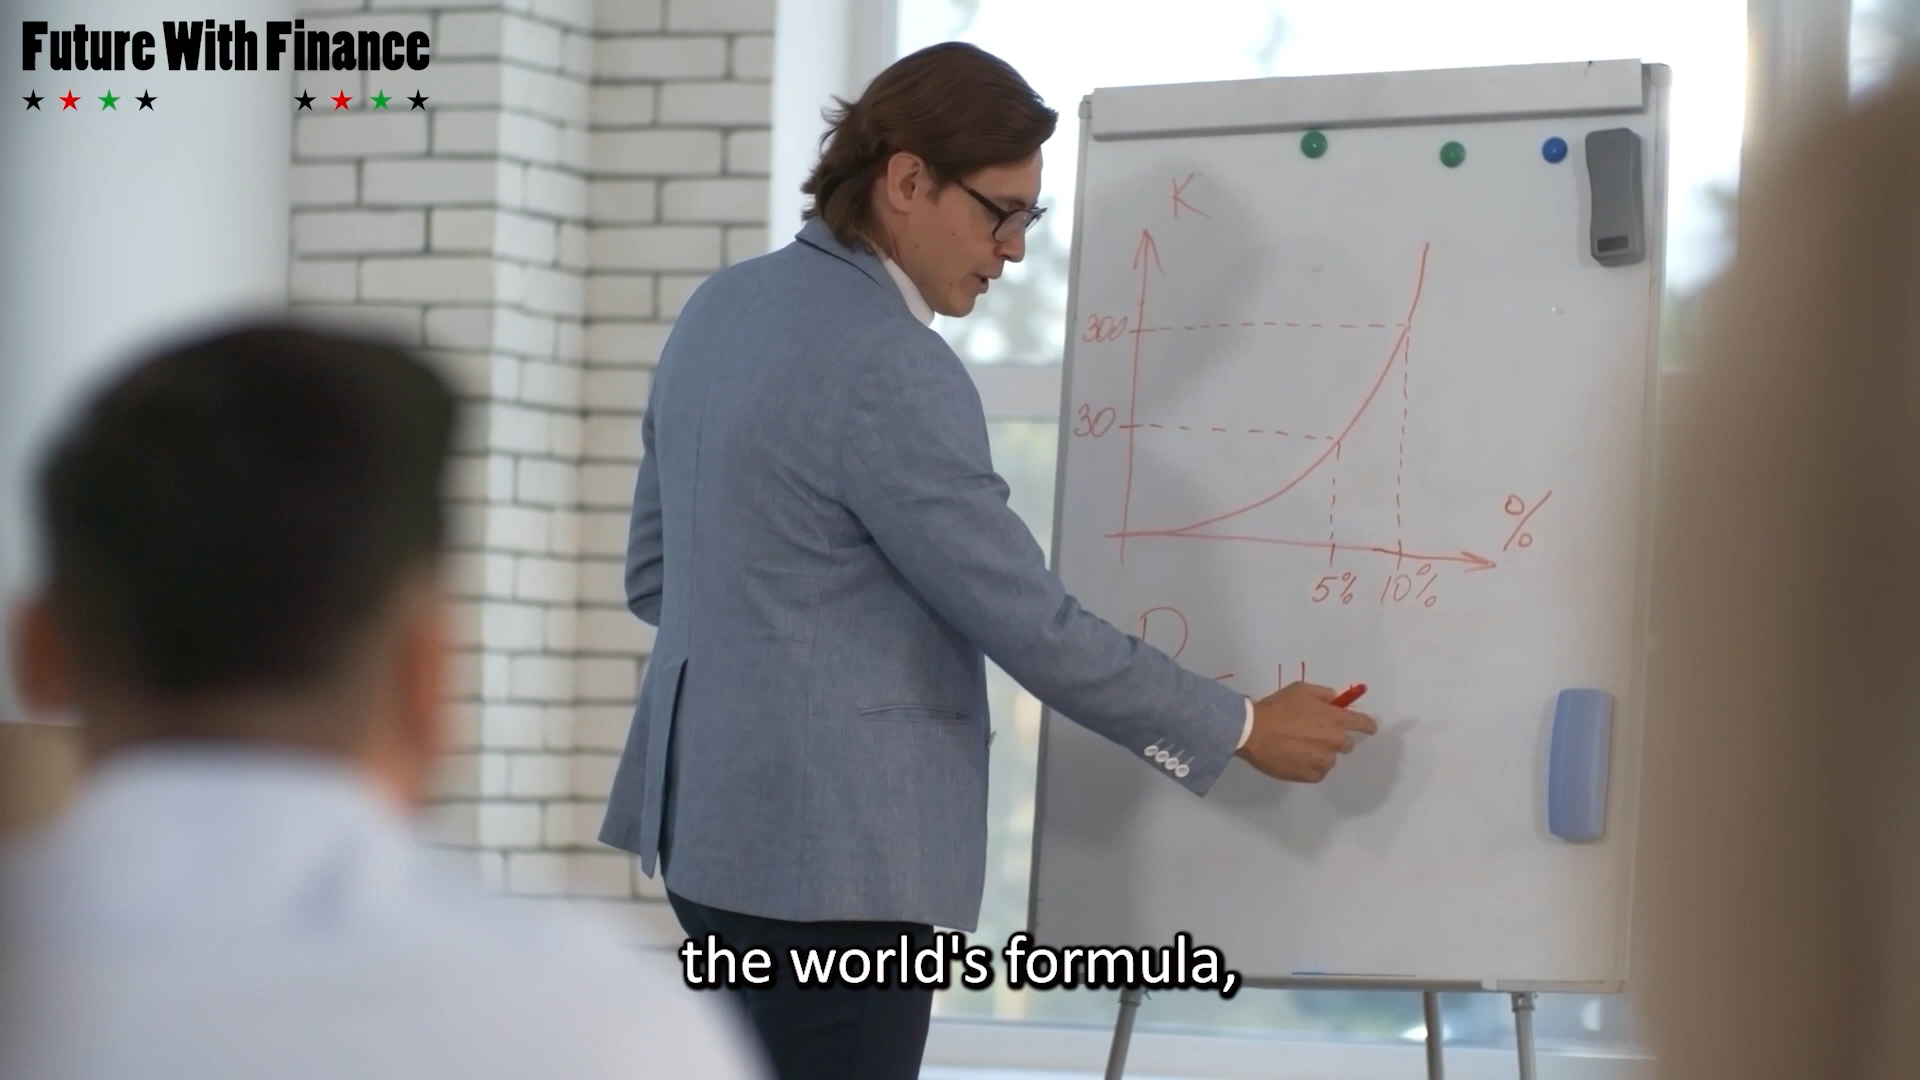 Future With Finance
K
300
30
%
5% 10%
D
the world's formula,